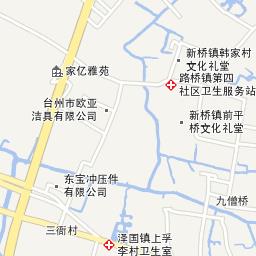 新桥镇韩家村
文化礼堂
家亿雅苑
路桥镇第四
社区卫生服务站
台州市欧亚
洁具有限公司
新桥镇前平
桥文化礼堂
东宝冲压件
有限公司
九僧桥
三衙村
泽国镇上乎
李村卫生室